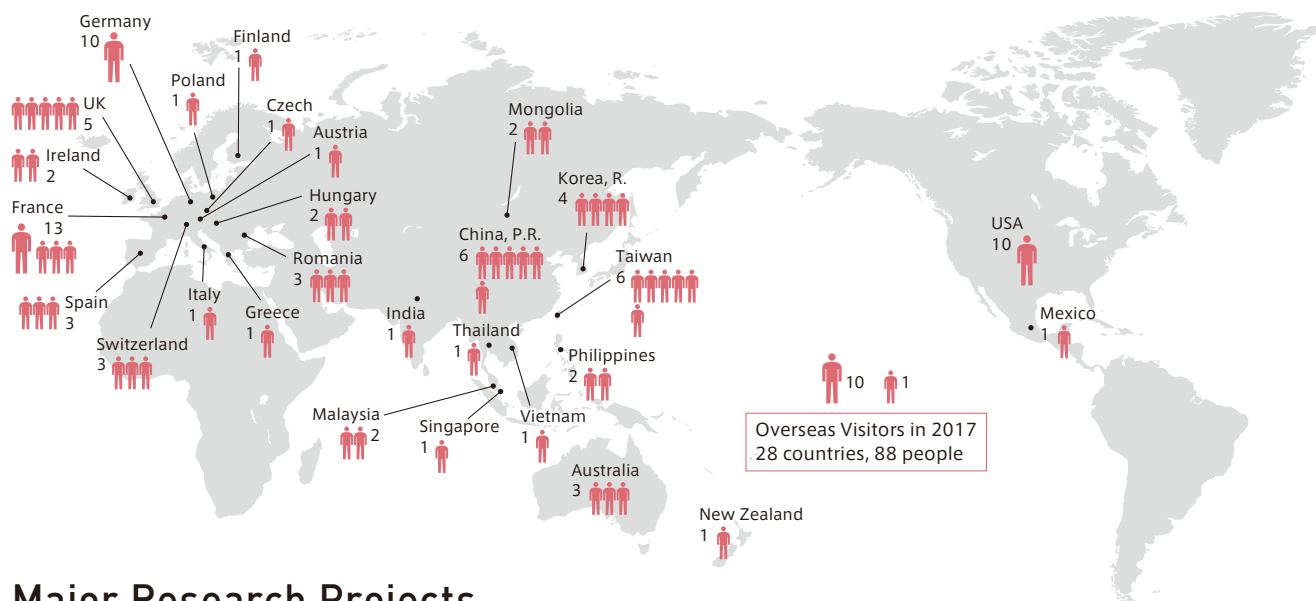 Germany
10
Finland
1
Poland
1
Czech
1
UK
5
Austria
1
Ireland
2
Hungary
2
France
13
Romania
3
Spain
3
Italy
1
Greece
1
Switzerland
3
Mongolia
2
Korea, R.
4
China, P.R.
6
Taiwan
6
India
1
Thailand
1
Philippines
2
Malaysia
2
Singapore
1
Vietnam
1
Australia
3
New Zealand
1
USA
10
Mexico
1
10 1
Overseas Visitors in 2017
28 countries, 88 people
Major Research Projects